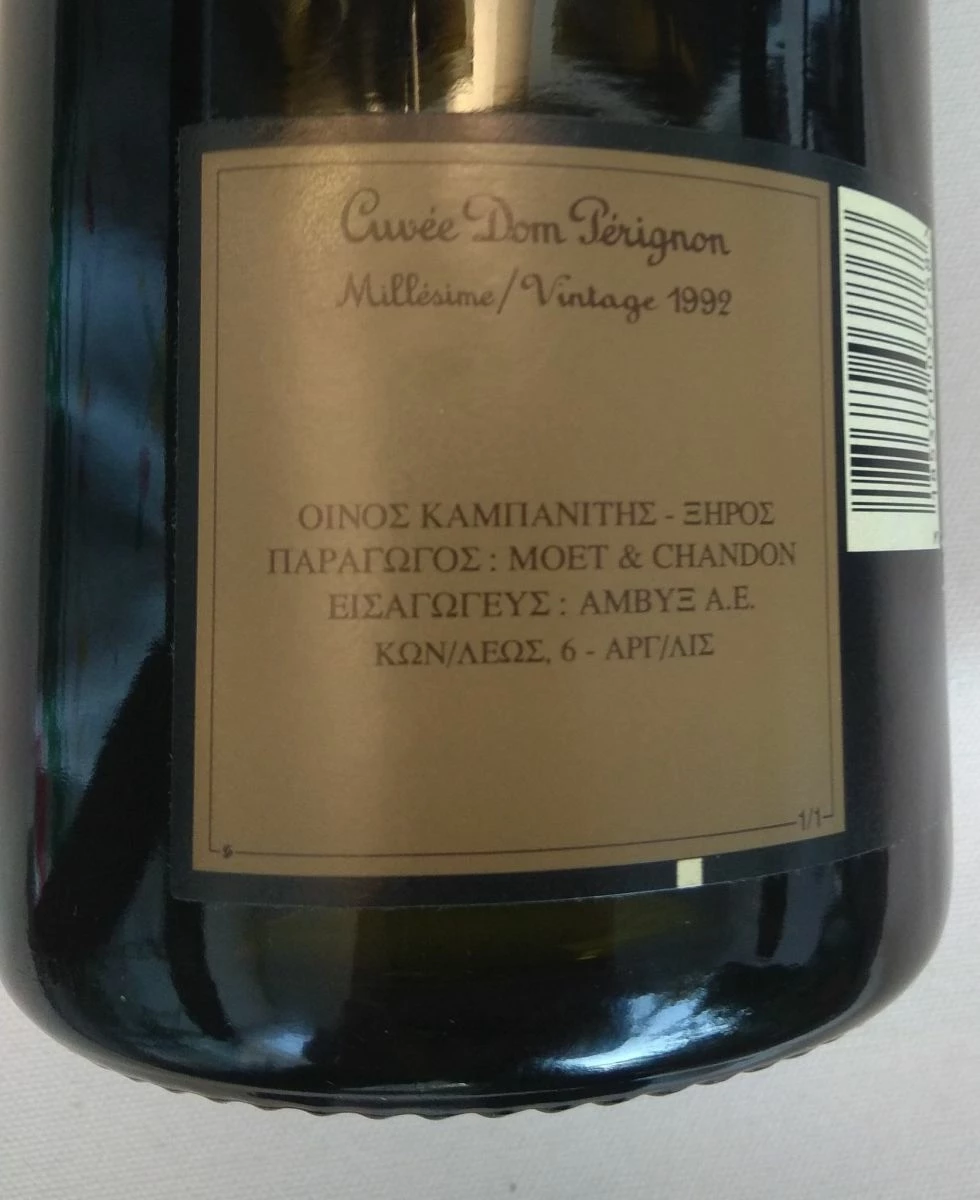 Cuvée Dom Pérignon
Millésime/Vintage 1992
ΟΙΝΟΣ ΚΑΜΠΑΝΙΤΗΣ - ΞΗΡΟΣ
ΠΑΡΑΓΩΓΟΣ : MOET & CHANDON
ΕΙΣΑΓΩΓΕΥΣ : ΑΜΒΥΞ Α.Ε.
ΚΩΝ/ΛΕΩΣ, 6 - ΑΡΓ/ΛΙΣ
1/1